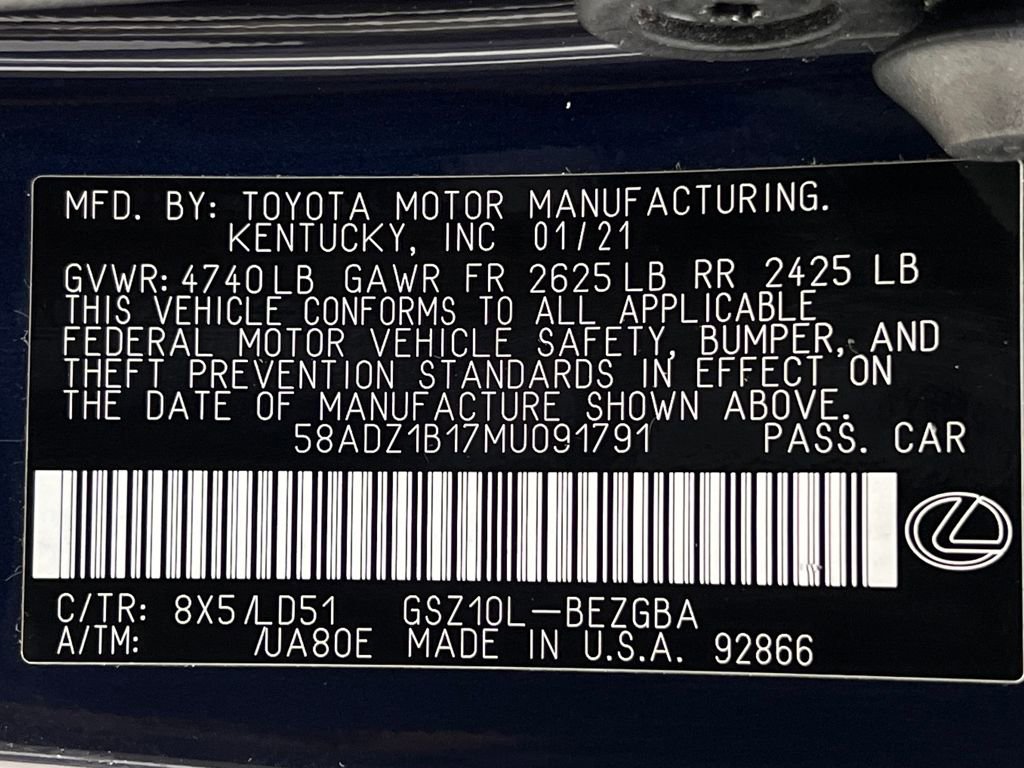 MFD. BY: TOYOTA MOTOR MANUFACTURING.
KENTUCKY, INC 01/21
GVWR: 4740LB GAWR FR 2625LB RR 2425 LB
THIS VEHICLE CONFORMS TO ALL APPLICABLE
FEDERAL MOTOR VEHICLE SAFETY, BUMPER, AND
THEFT PREVENTION STANDARDS IN EFFECT ON
THE DATE OF MANUFACTURE SHOWN ABOVE.
58ADZ1B17MU091791 PASS. CAR
C/TR: 8X5/LD51 GSZ10L-BEZGBA
A/TM: /UA80E MADE IN U.S.A. 92866